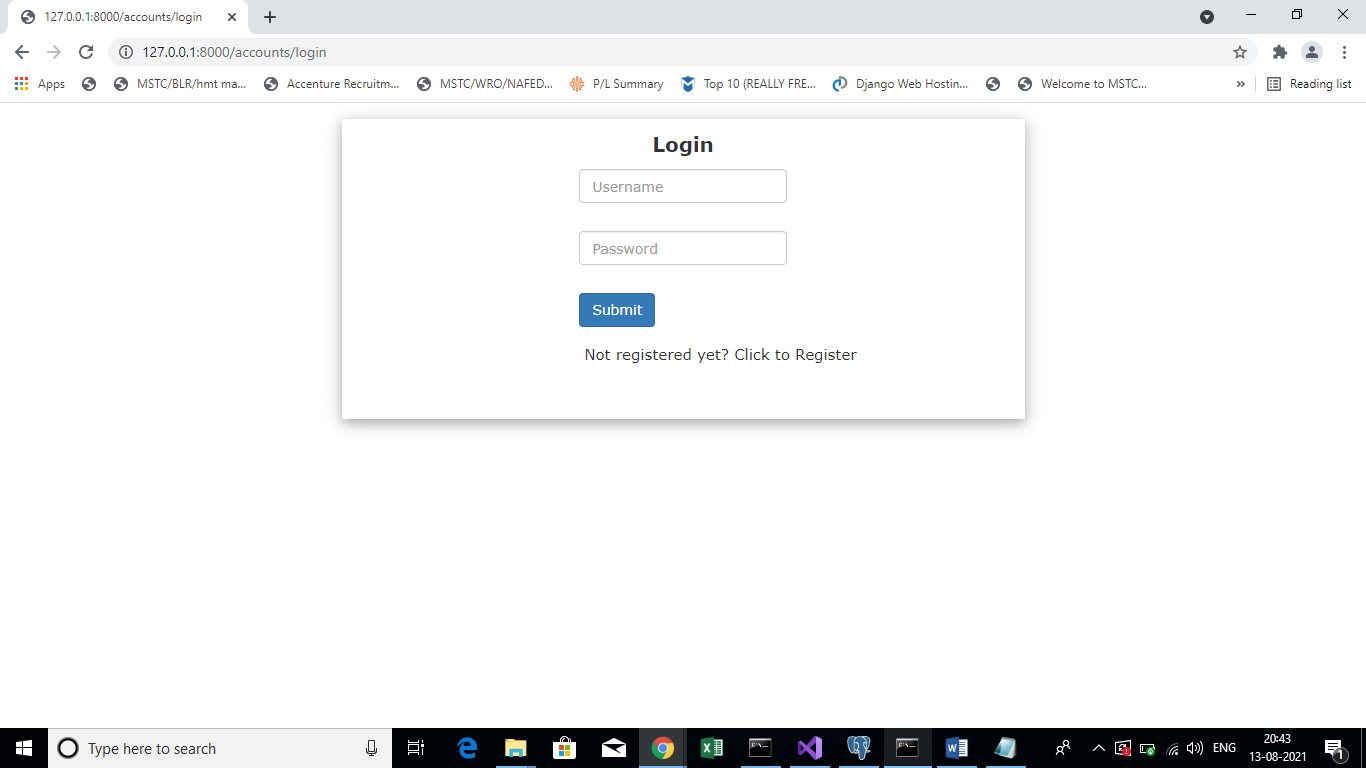 127.0.0.1:8000/accounts/login
127.0.0.1:8000/accounts/login
Apps MSTC/BLR/hmt ma... Accenture Recruitm... MSTC/WRO/NAFED... P/L Summary Top 10 (REALLY FRE... Django Web Hostin... Welcome to MSTC... » Reading list
Login
Username
Password
Submit
Not registered yet? Click to Register
Type here to search
ENG
20:43
13-08-2021
1